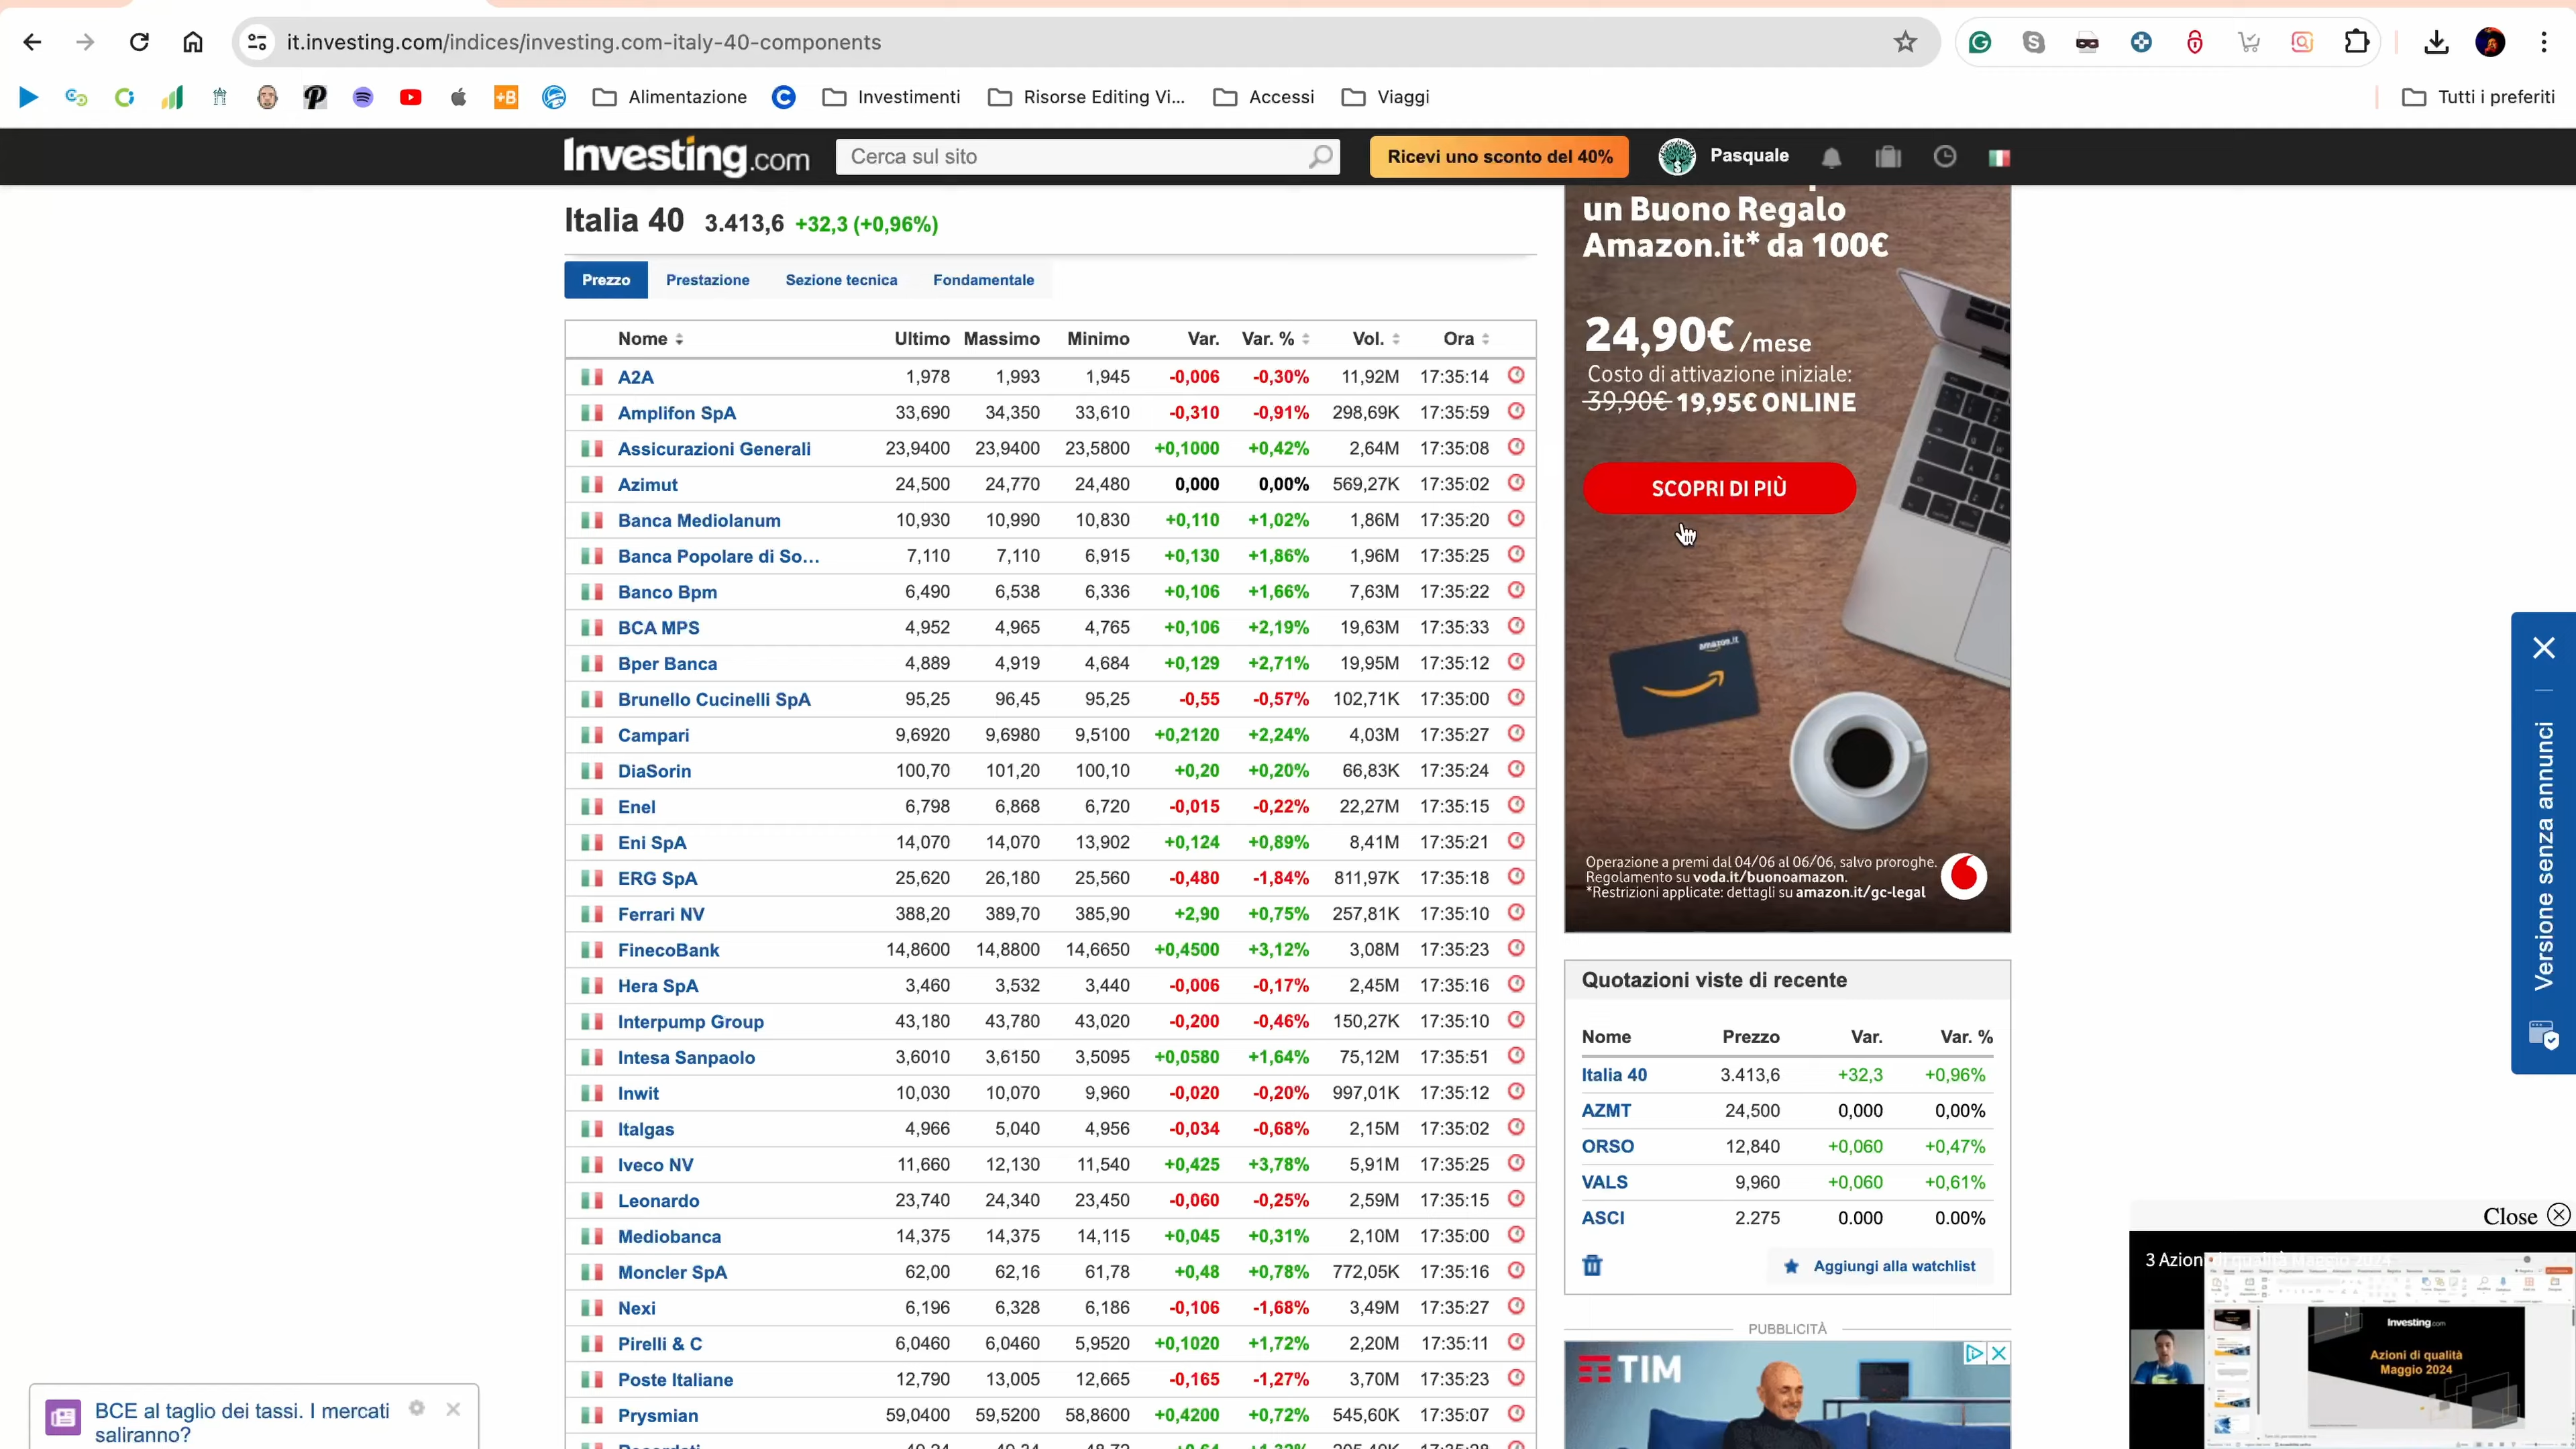 it.investing.com/indices/investing.com-italy-40-components
Alimentazione Investimenti Risorse Editing Vi... Accessi Viaggi Tutti i preferiti
Investing.com Cerca sul sito Ricevi uno sconto del 40% Pasquale
Italia 40 3.413,6 +32,3 (+0,96%)
Prezzo Prestazione Sezione tecnica Fondamentale
Nome Ultimo Massimo Minimo Var. Var. % Vol. Ora
A2A 1,978 1,993 1,945 -0,006 -0,30% 11,92M 17:35:14
Amplifon SpA 33,690 34,350 33,610 -0,310 -0,91% 298,69K 17:35:59
Assicurazioni Generali 23,9400 23,9400 23,5800 +0,1000 +0,42% 2,64M 17:35:08
Azimut 24,500 24,770 24,480 0,000 0,00% 569,27K 17:35:02
Banca Mediolanum 10,930 10,990 10,830 +0,110 +1,02% 1,86M 17:35:20
Banca Popolare di So... 7,110 7,110 6,915 +0,130 +1,86% 1,96M 17:35:25
Banco Bpm 6,490 6,538 6,336 +0,106 +1,66% 7,63M 17:35:22
BCA MPS 4,952 4,965 4,765 +0,106 +2,19% 19,63M 17:35:33
Bper Banca 4,889 4,919 4,684 +0,129 +2,71% 19,95M 17:35:12
Brunello Cucinelli SpA 95,25 96,45 95,25 -0,55 -0,57% 102,71K 17:35:00
Campari 9,6920 9,6980 9,5100 +0,2120 +2,24% 4,03M 17:35:27
DiaSorin 100,70 101,20 100,10 +0,20 +0,20% 66,83K 17:35:24
Enel 6,798 6,868 6,720 -0,015 -0,22% 22,27M 17:35:15
Eni SpA 14,070 14,070 13,902 +0,124 +0,89% 8,41M 17:35:21
ERG SpA 25,620 26,180 25,560 -0,480 -1,84% 811,97K 17:35:18
Ferrari NV 388,20 389,70 385,90 +2,90 +0,75% 257,81K 17:35:10
FinecoBank 14,8600 14,8800 14,6650 +0,4500 +3,12% 3,08M 17:35:23
Hera SpA 3,460 3,532 3,440 -0,006 -0,17% 2,45M 17:35:16
Interpump Group 43,180 43,780 43,020 -0,200 -0,46% 150,27K 17:35:10
Intesa Sanpaolo 3,6010 3,6150 3,5095 +0,0580 +1,64% 75,12M 17:35:51
Inwit 10,030 10,070 9,960 -0,020 -0,20% 997,01K 17:35:12
Italgas 4,966 5,040 4,956 -0,034 -0,68% 2,15M 17:35:02
Iveco NV 11,660 12,130 11,540 +0,425 +3,78% 5,91M 17:35:25
Leonardo 23,740 24,340 23,450 -0,060 -0,25% 2,59M 17:35:15
Mediobanca 14,375 14,375 14,115 +0,045 +0,31% 2,10M 17:35:00
Moncler SpA 62,00 62,16 61,78 +0,48 +0,78% 772,05K 17:35:16
Nexi 6,196 6,328 6,186 -0,106 -1,68% 3,49M 17:35:27
Pirelli & C 6,0460 6,0460 5,9520 +0,1020 +1,72% 2,20M 17:35:11
Poste Italiane 12,790 13,005 12,665 -0,165 -1,27% 3,70M 17:35:23
Prysmian 59,0400 59,5200 58,8600 +0,4200 +0,72% 545,60K 17:35:07
un Buono Regalo
Amazon.it* da 100€
24,90€ /mese
Costo di attivazione iniziale:
39,90€ 19,95€ ONLINE
SCOPRI DI PIÙ
amazon.it
Operazione a premi dal 04/06 al 06/06, salvo proroghe.
Regolamento su voda.it/buonoamazon.
*Restrizioni applicate: dettagli su amazon.it/gc-legal
Quotazioni viste di recente
Nome Prezzo Var. Var. %
Italia 40 3.413,6 +32,3 +0,96%
AZMT 24,500 0,000 0,00%
ORSO 12,840 +0,060 +0,47%
VALS 9,960 +0,060 +0,61%
ASCI 2.275 0.000 0.00%
Aggiungi alla watchlist
PUBBLICITÀ
TIM
Versione senza annunci
Close
3 Azion
Investing.com
Azioni di qualità
Maggio 2024
BCE al taglio dei tassi. I mercati
saliranno?